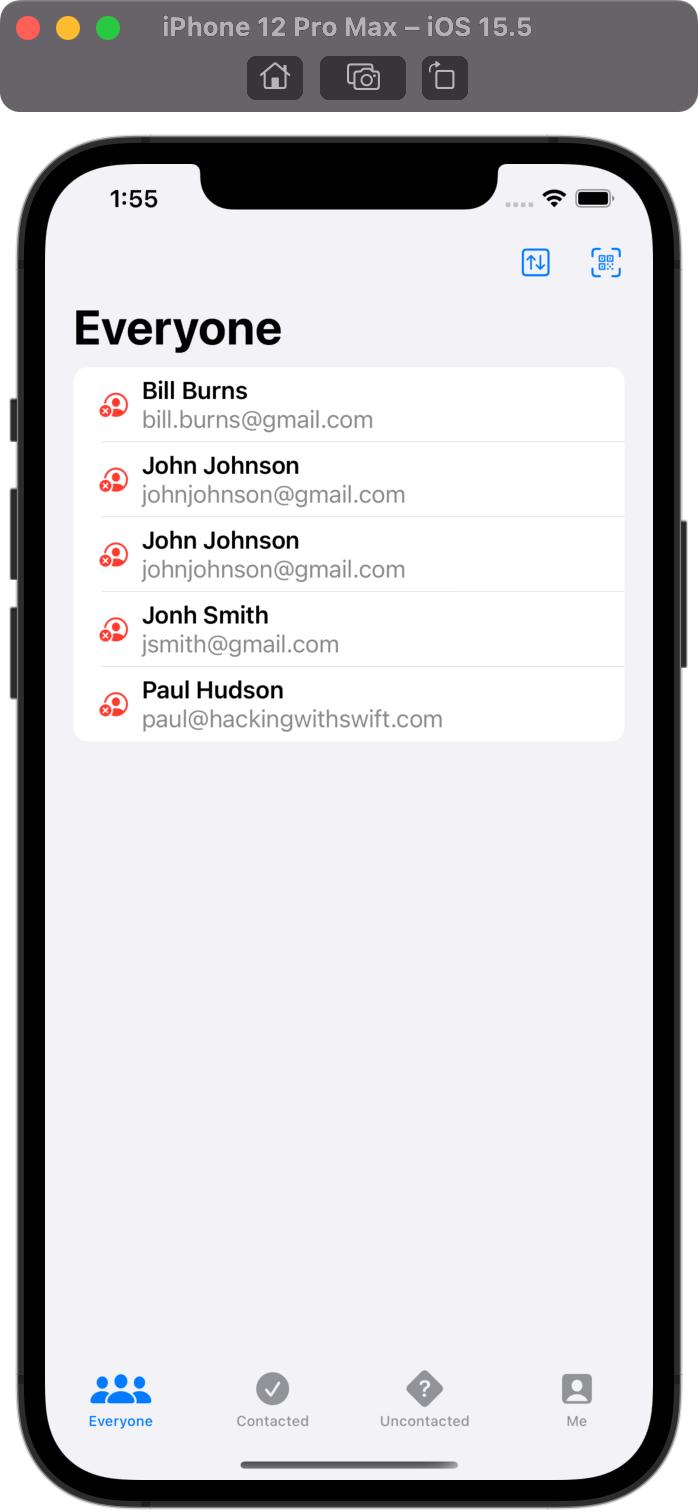 iPhone 12 Pro Max – iOS 15.5
1:55
Everyone
Bill Burns
bill.burns@gmail.com
John Johnson
johnjohnson@gmail.com
John Johnson
johnjohnson@gmail.com
Jonh Smith
jsmith@gmail.com
Paul Hudson
paul@hackingwithswift.com
Everyone
Contacted
Uncontacted
Me